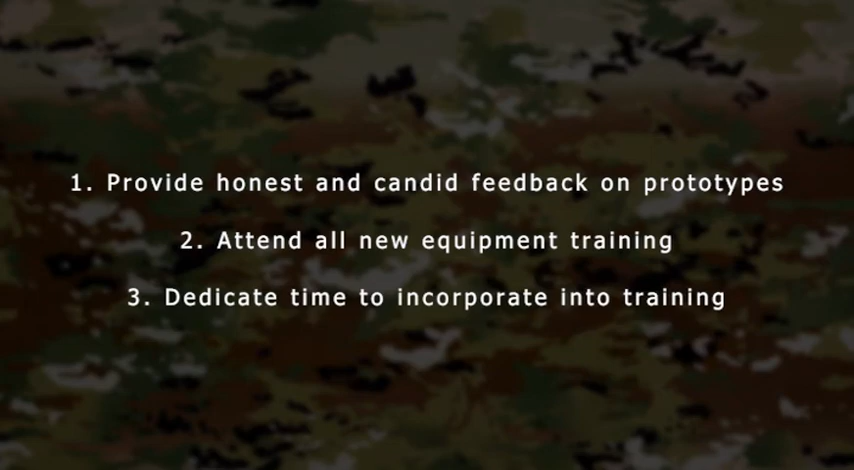 1. Provide honest and candid feedback on prototypes
2. Attend all new equipment training
3. Dedicate time to incorporate into training